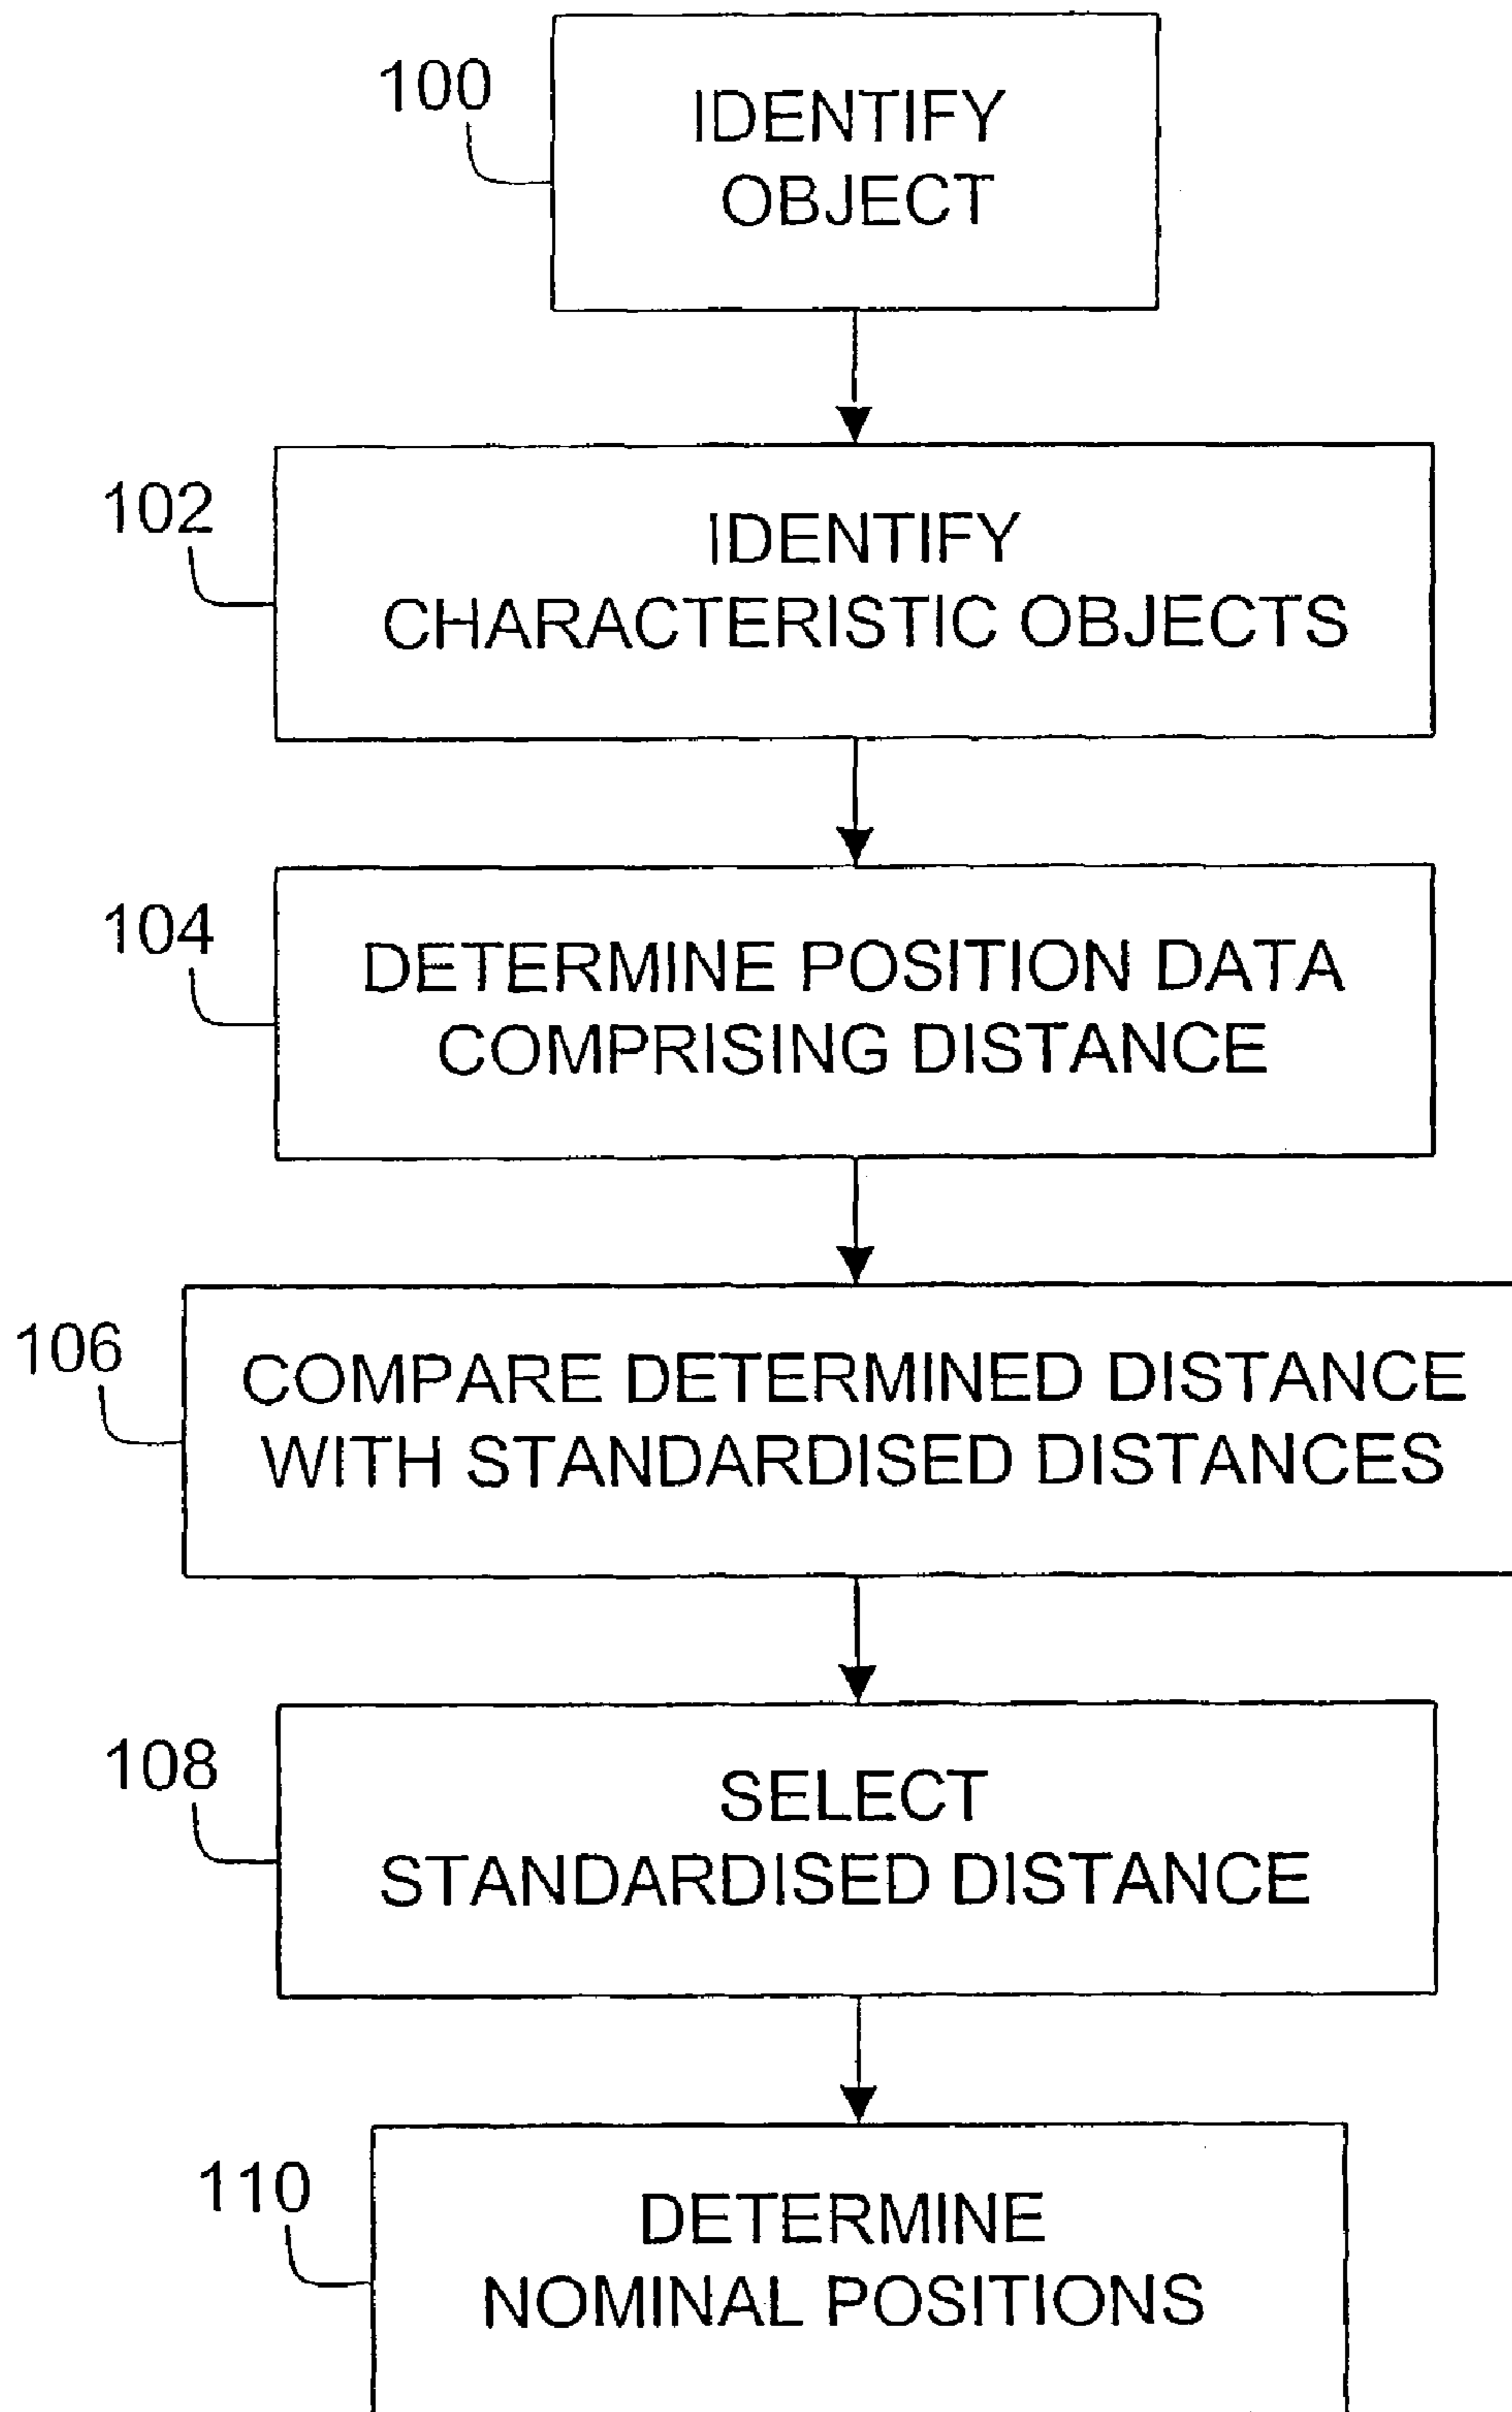 100
IDENTIFY
OBJECT
102
IDENTIFY
CHARACTERISTIC OBJECTS
104
DETERMINE POSITION DATA
COMPRISING DISTANCE
106
COMPARE DETERMINED DISTANCE
WITH STANDARDISED DISTANCES
108
SELECT
STANDARDISED DISTANCE
110
DETERMINE
NOMINAL POSITIONS